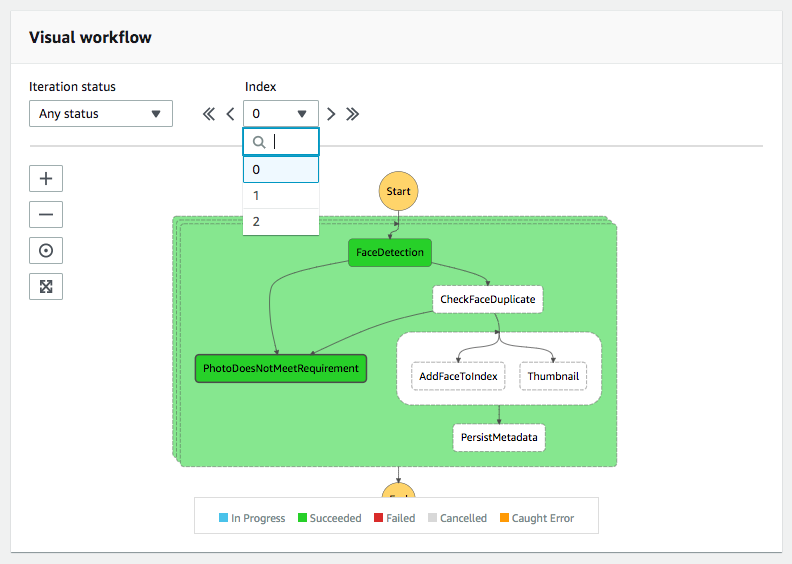 Visual workflow
Iteration status
Index
Any status
0
0
1
2
Start
FaceDetection
CheckFaceDuplicate
PhotoDoesNotMeetRequirement
AddFaceToIndex
Thumbnail
PersistMetadata
In Progress
Succeeded
Failed
Cancelled
Caught Error